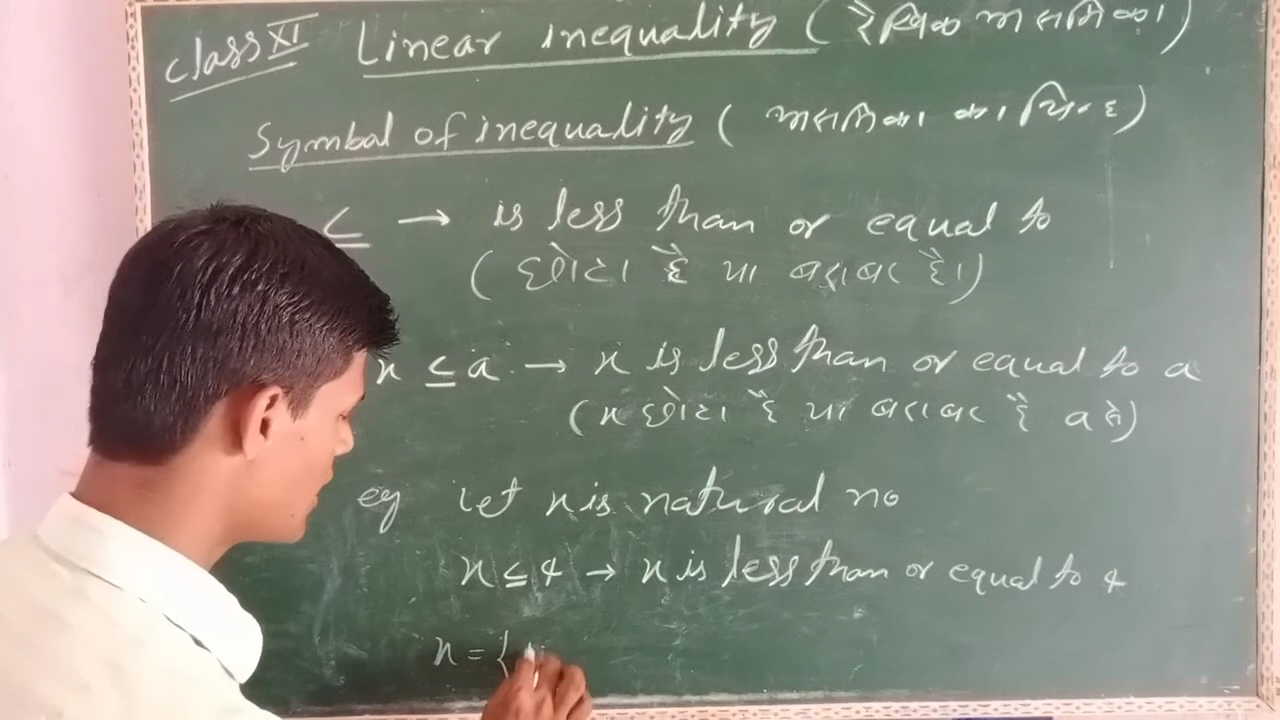 Class XI Linear inequality (रैखिक असमिका)
Symbol of inequality (असमिका का चिन्ह)
≤ → is less than or equal to
(छोटा है या बराबर है।)
x ≤ a → x is less than or equal to a
(x छोटा है या बराबर है a से)
eg Let x is natural no
x ≤ 4 → x is less than or equal to 4
x = {